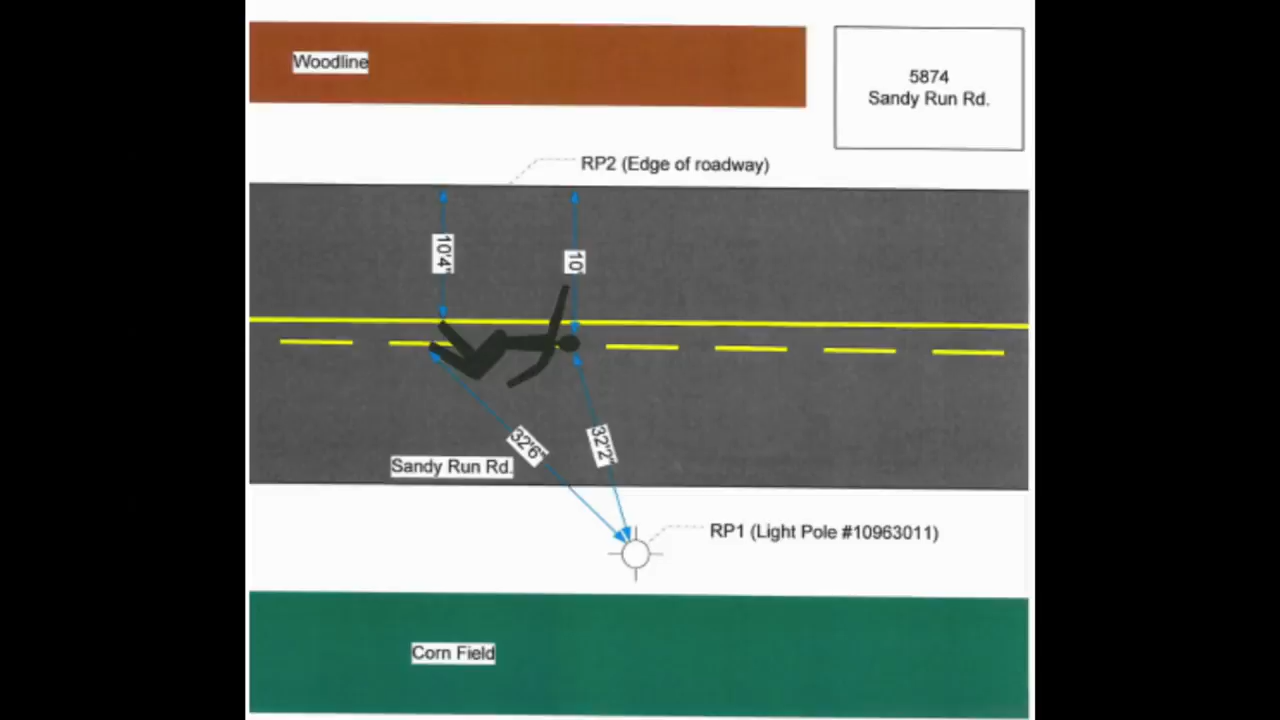 Woodline
5874
Sandy Run Rd.
RP2 (Edge of roadway)
10'4"
10'
32'6"
32'2"
Sandy Run Rd.
RP1 (Light Pole #10963011)
Corn Field